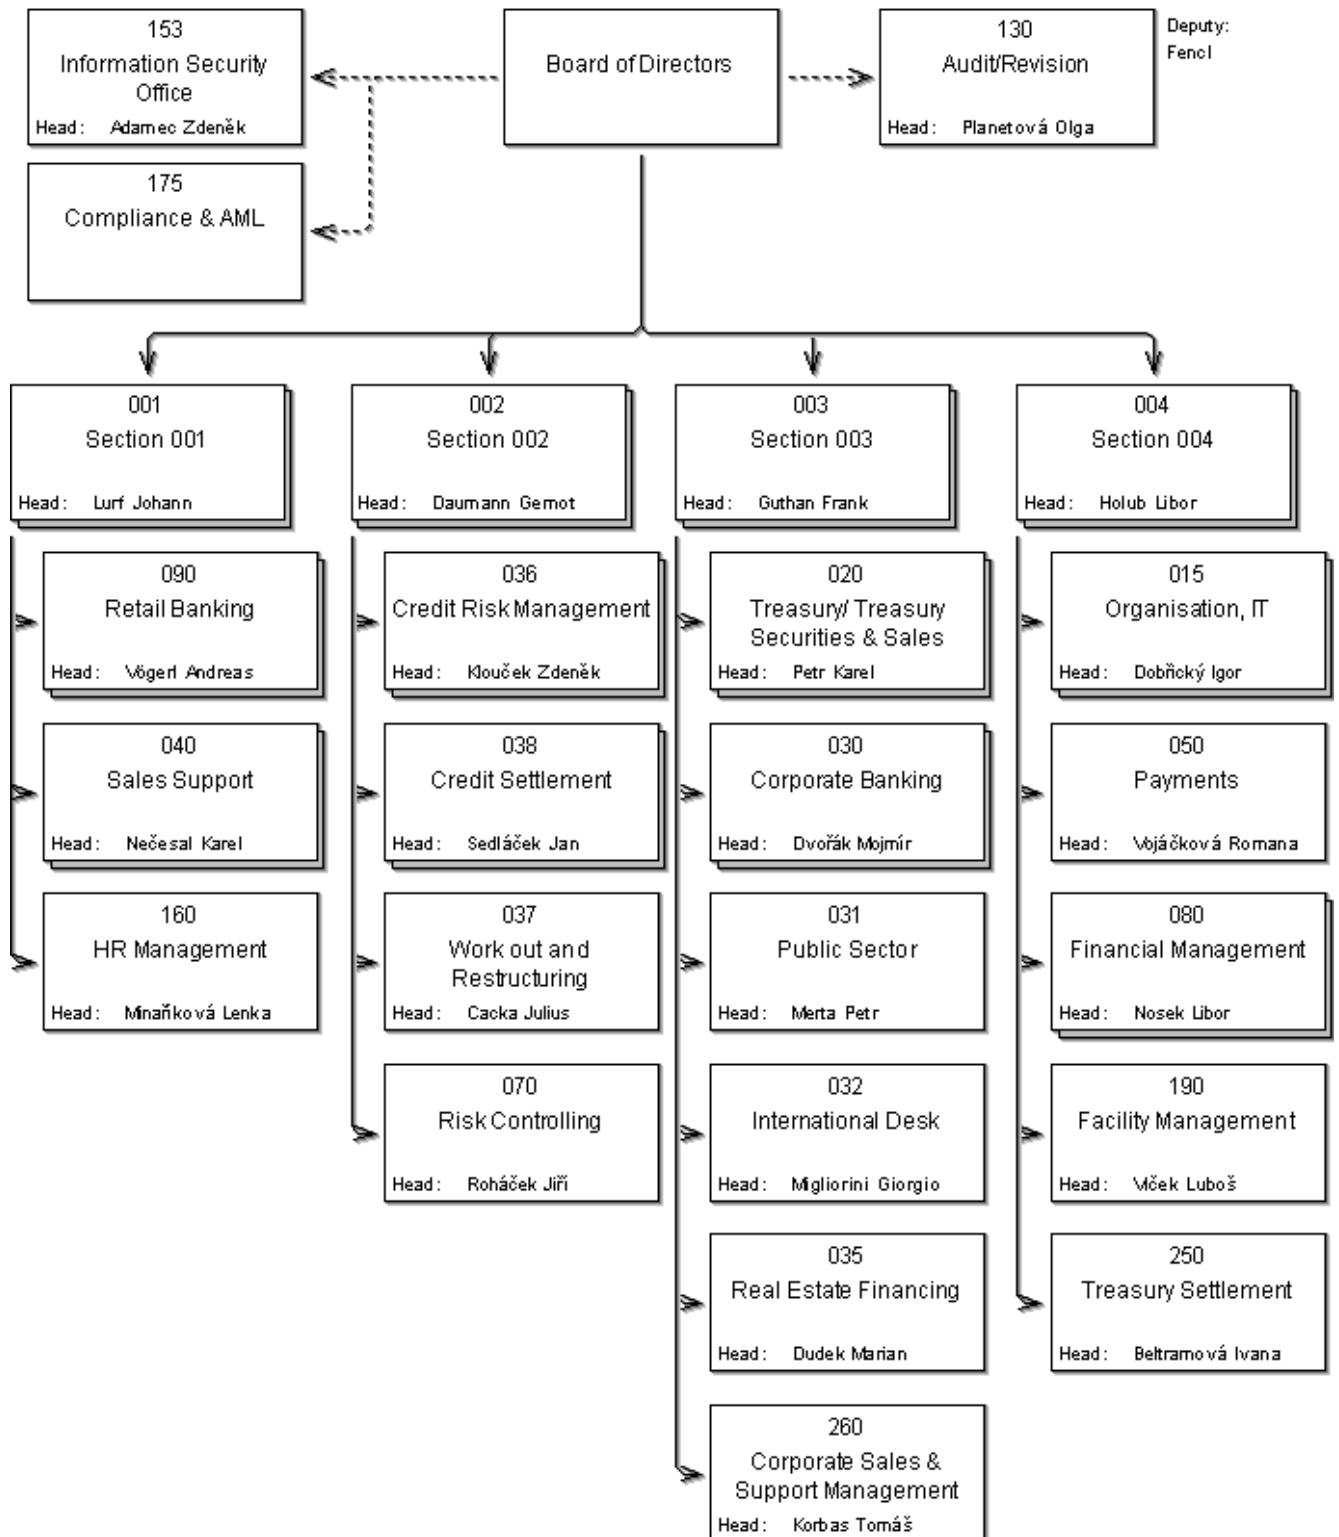 153
Information Security
Office
Head: Adamec Zdeněk
Board of Directors
130
Audit/Revision
Head: Planetová Olga
Deputy:
Fencl
175
Compliance & AML
001
Section 001
Head: Lurf Johann
002
Section 002
Head: Daumann Gernot
003
Section 003
Head: Guthan Frank
004
Section 004
Head: Holub Libor
090
Retail Banking
Head: Vögerl Andreas
036
Credit Risk Management
Head: Klouček Zdeněk
020
Treasury/ Treasury
Securities & Sales
Head: Petr Karel
015
Organisation, IT
Head: Dobřický Igor
040
Sales Support
Head: Nečesal Karel
038
Credit Settlement
Head: Sedláček Jan
030
Corporate Banking
Head: Dvořák Mojmír
050
Payments
Head: Vojáčková Romana
160
HR Management
Head: Minaříková Lenka
037
Work out and
Restructuring
Head: Cacka Julius
031
Public Sector
Head: Merta Petr
080
Financial Management
Head: Nosek Libor
070
Risk Controlling
Head: Roháček Jiří
032
International Desk
Head: Migliorini Giorgio
190
Facility Management
Head: Vlček Luboš
035
Real Estate Financing
Head: Dudek Marian
250
Treasury Settlement
Head: Beltramová Ivana
260
Corporate Sales &
Support Management
Head: Korbas Tomáš